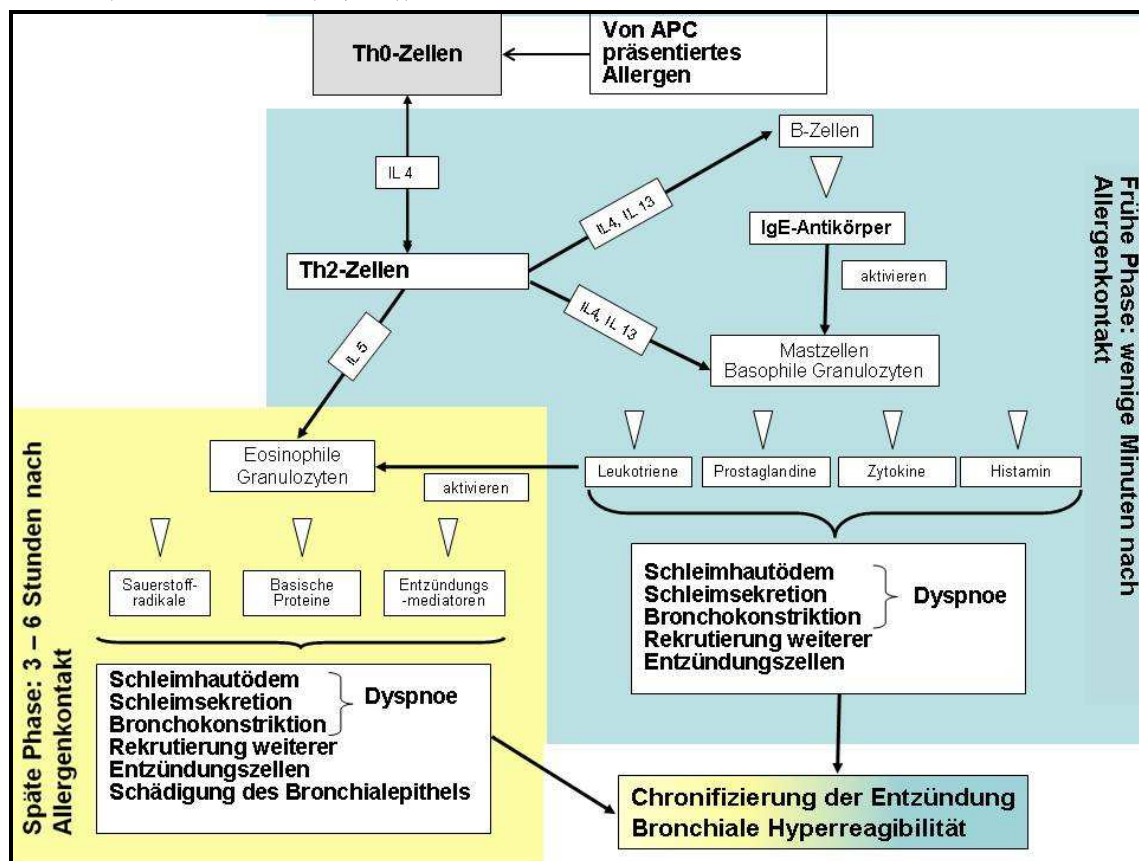 Th0-Zellen
Von APC
präsentiertes
Allergen
IL 4
B-Zellen
IL4, IL 13
IgE-Antikörper
aktivieren
Th2-Zellen
IL4, IL 13
IL 5
Mastzellen
Basophile Granulozyten
Frühe Phase: wenige Minuten nach
Allergenkontakt
Eosinophile
Granulozyten
aktivieren
Leukotriene
Prostaglandine
Zytokine
Histamin
Sauerstoff-
radikale
Basische
Proteine
Entzündungs
-mediatoren
Schleimhautödem
Schleimsekretion
Bronchokonstriktion
Rekrutierung weiterer
Entzündungszellen
Dyspnoe
Späte Phase: 3 – 6 Stunden nach
Allergenkontakt
Schleimhautödem
Schleimsekretion
Bronchokonstriktion
Rekrutierung weiterer
Entzündungszellen
Schädigung des Bronchialepithels
Dyspnoe
Chronifizierung der Entzündung
Bronchiale Hyperreagibilität